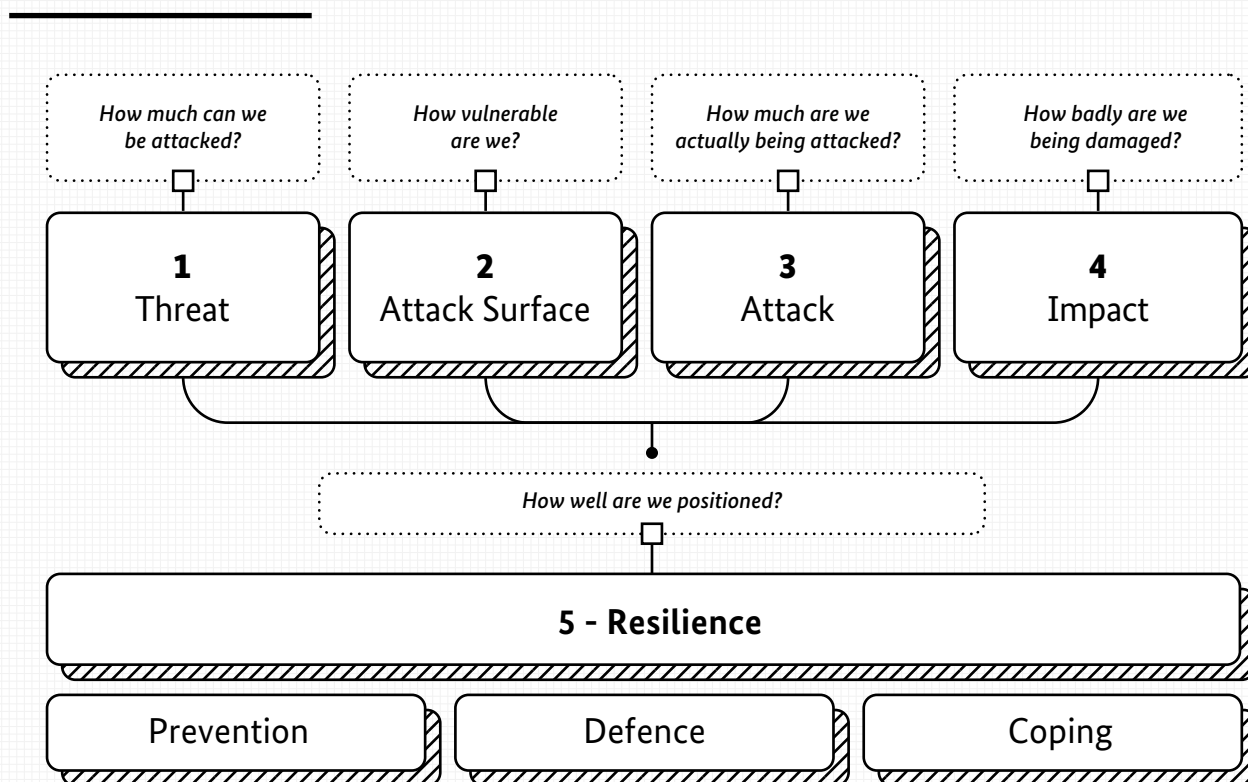 How much can we
be attacked?
How vulnerable
are we?
How much are we
actually being attacked?
How badly are we
being damaged?
1
Threat
2
Attack Surface
3
Attack
4
Impact
How well are we positioned?
5 - Resilience
Prevention
Defence
Coping